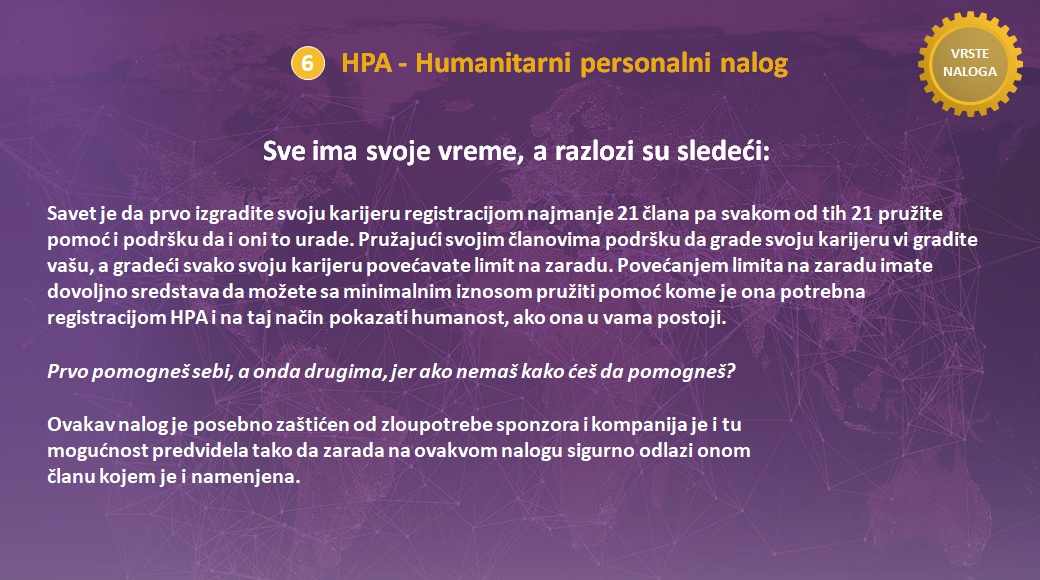 6 HPA - Humanitarni personalni nalog
VRSTE
NALOGA
Sve ima svoje vreme, a razlozi su sledeći:
Savet je da prvo izgradite svoju karijeru registracijom najmanje 21 člana pa svakom od tih 21 pružite
pomoć i podršku da i oni to urade. Pružajući svojim članovima podršku da grade svoju karijeru vi gradite
vašu, a gradeći svako svoju karijeru povećavate limit na zaradu. Povećanjem limita na zaradu imate
dovoljno sredstava da možete sa minimalnim iznosom pružiti pomoć kome je ona potrebna
registracijom HPA i na taj način pokazati humanost, ako ona u vama postoji.
Prvo pomogneš sebi, a onda drugima, jer ako nemaš kako ćeš da pomogneš?
Ovakav nalog je posebno zaštićen od zloupotrebe sponzora i kompanija je i tu
mogućnost predvidela tako da zarada na ovakvom nalogu sigurno odlazi onom
članu kojem je i namenjena.